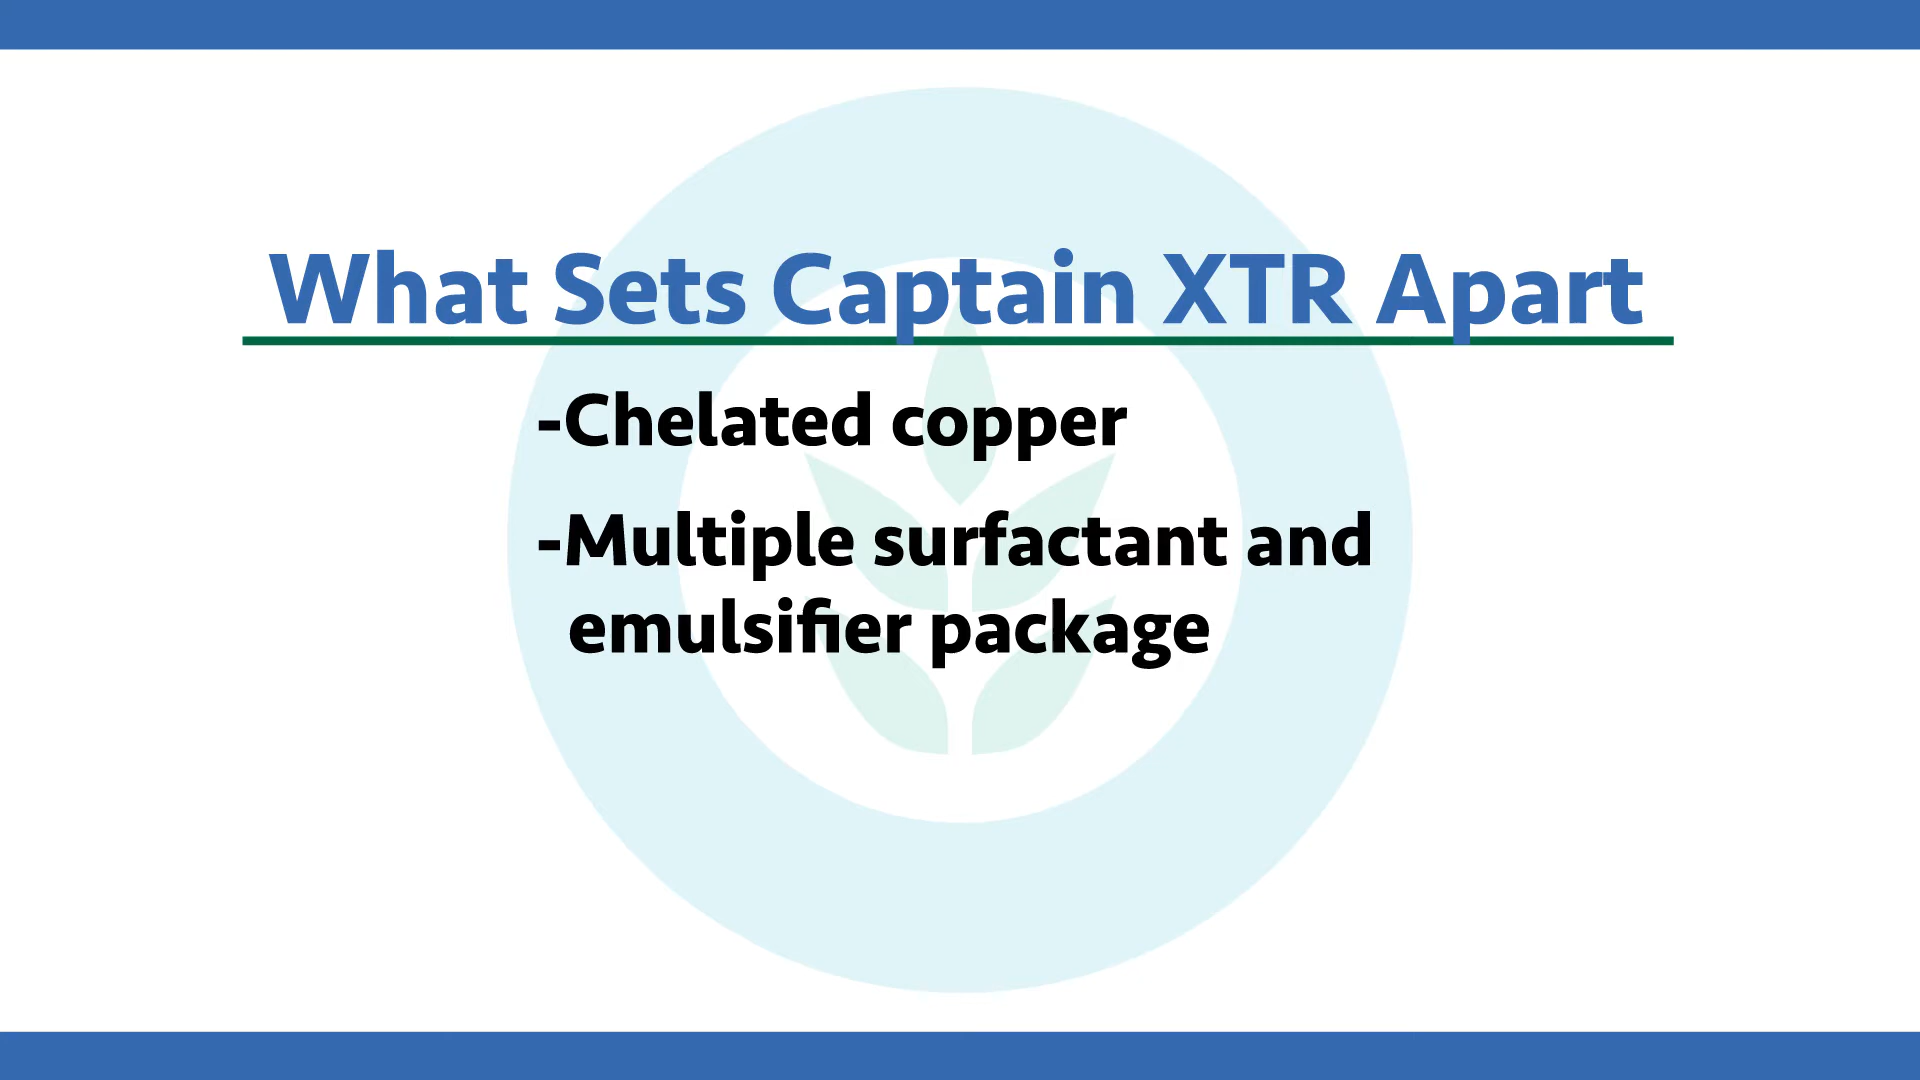 What Sets Captain XTR Apart
-Chelated copper
-Multiple surfactant and
emulsifier package